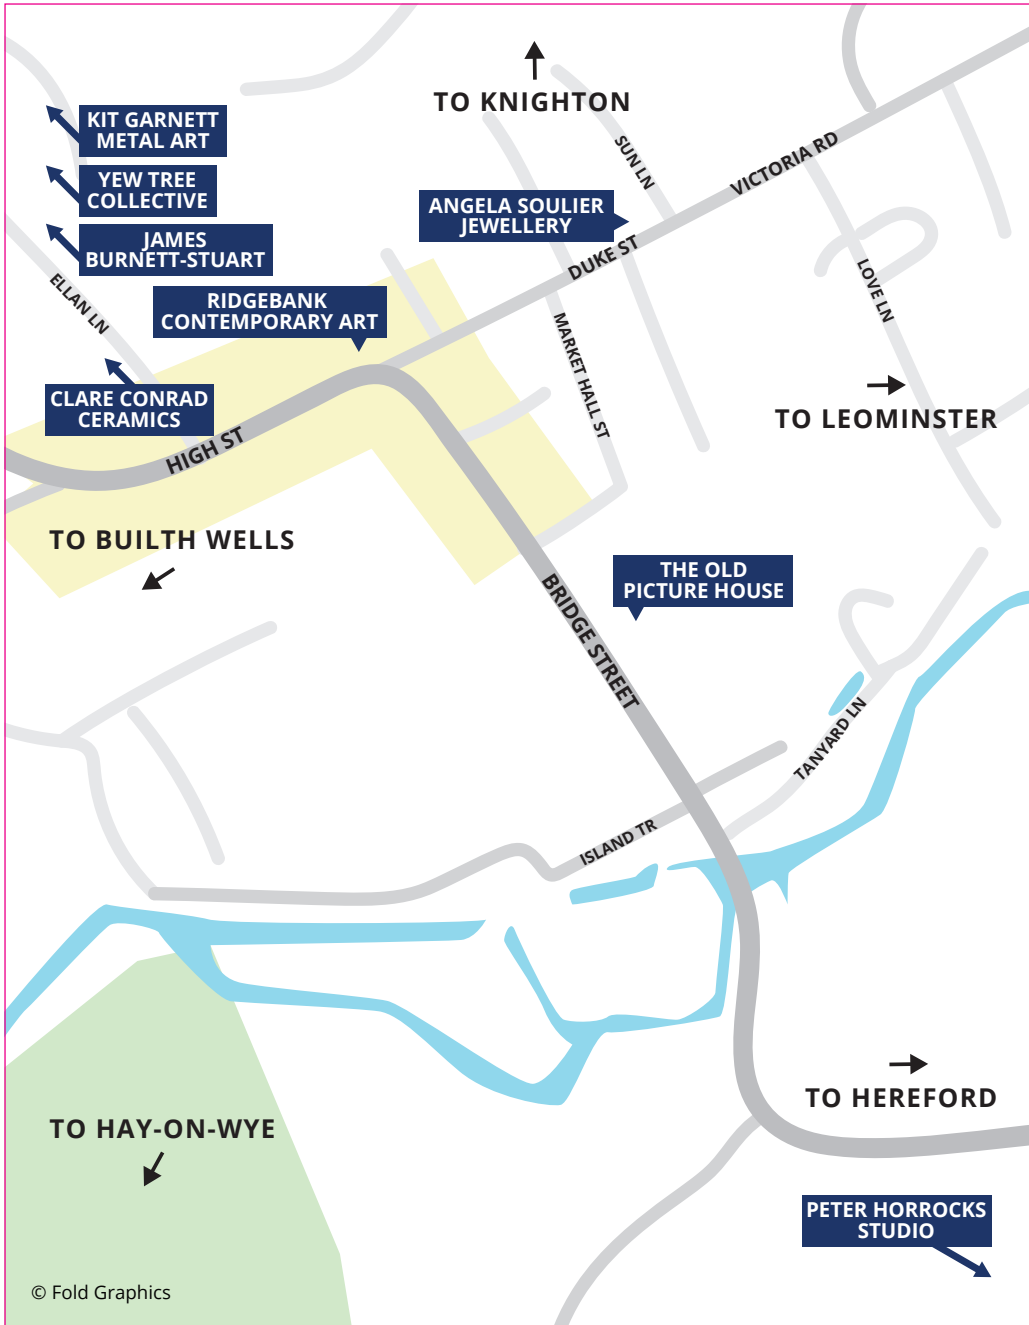 TO KNIGHTON
KIT GARNETT
METAL ART
YEW TREE
COLLECTIVE
JAMES
BURNETT-STUART
SUN LN
VICTORIA RD
ANGELA SOULIER
JEWELLERY
DUKE ST
ELLAN LN
RIDGEBANK
CONTEMPORARY ART
MARKET HALL ST
LOVE LN
CLARE CONRAD
CERAMICS
TO LEOMINSTER
HIGH ST
TO BUILTH WELLS
THE OLD
PICTURE HOUSE
BRIDGE STREET
TANYARD LN
ISLAND TR
TO HEREFORD
TO HAY-ON-WYE
PETER HORROCKS
STUDIO
© Fold Graphics